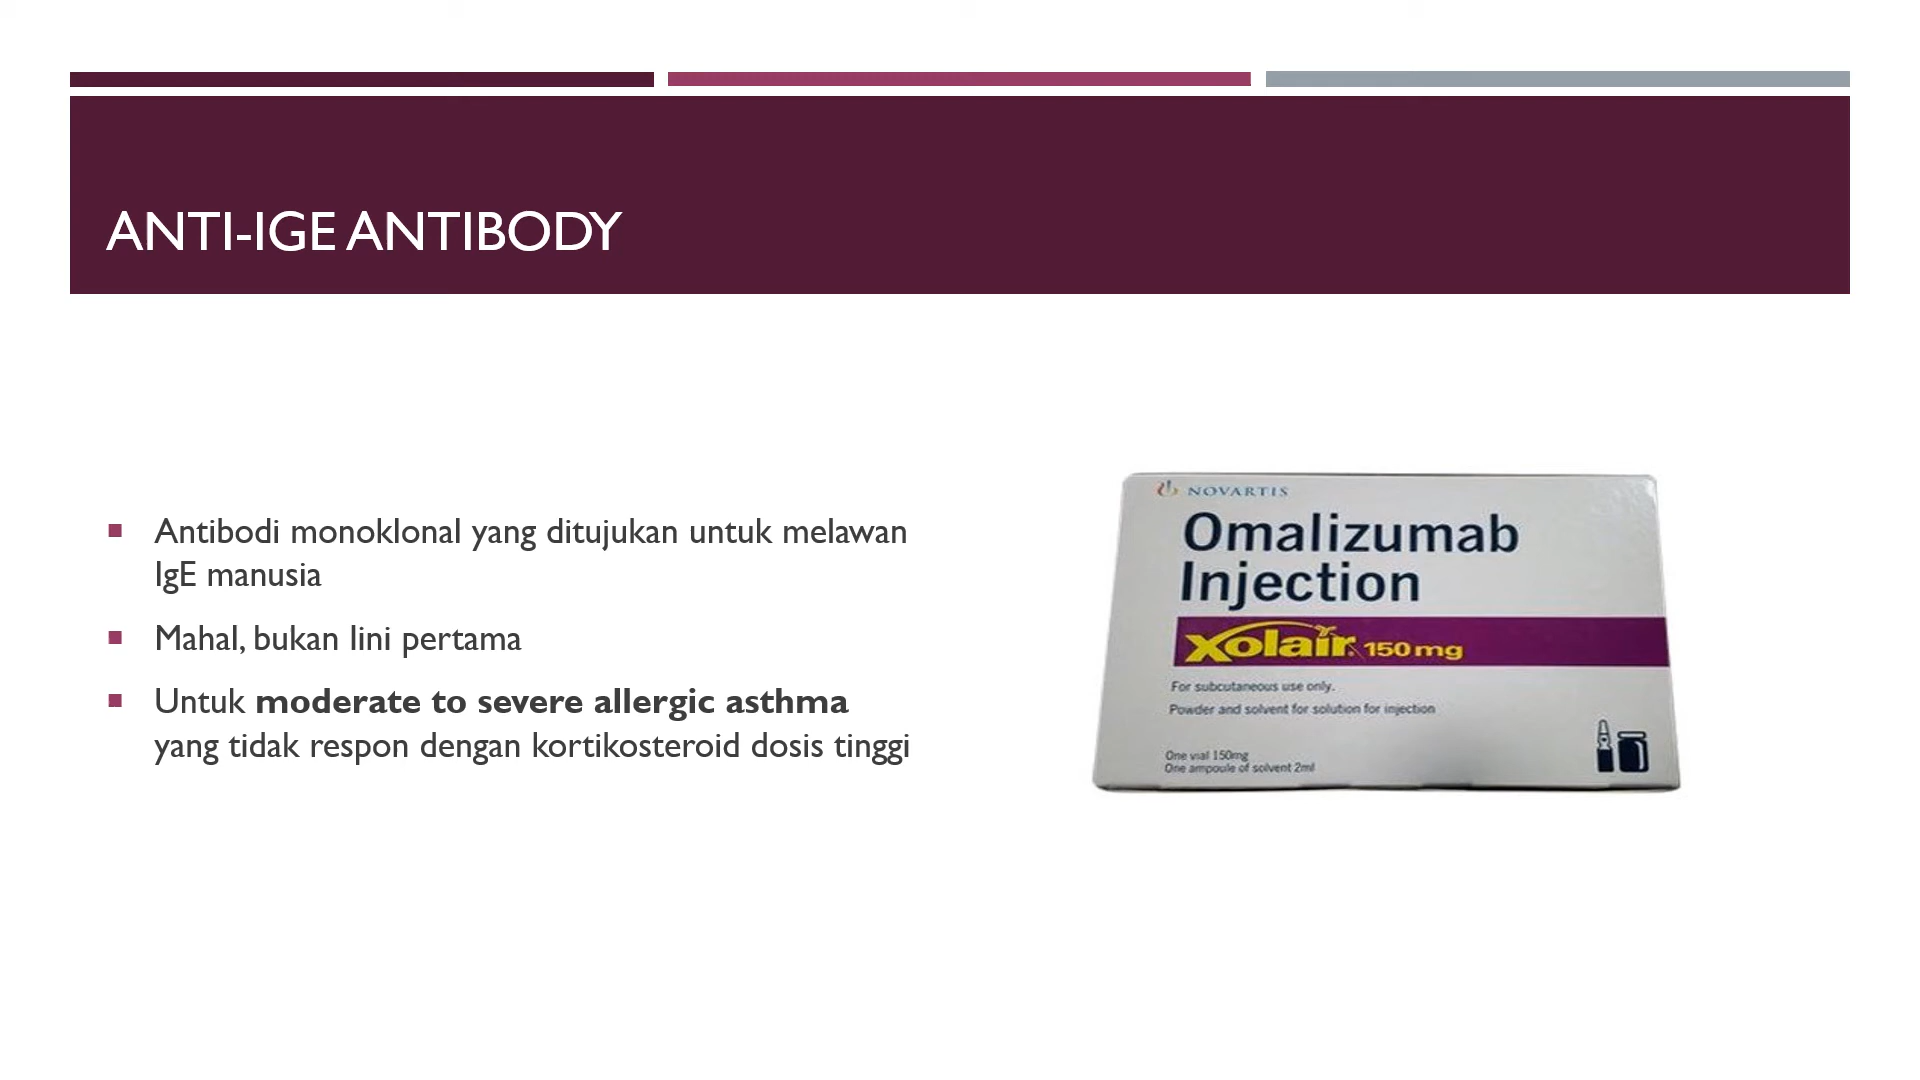 ANTI-IGE ANTIBODY
Antibodi monoklonal yang ditujukan untuk melawan
IgE manusia
Mahal, bukan lini pertama
Untuk moderate to severe allergic asthma
yang tidak respon dengan kortikosteroid dosis tinggi
NOVARTIS
Omalizumab
Injection
Xolair® 150mg
For subcutaneous use only.
Powder and solvent for solution for injection
One vial 150mg
One ampoule of solvent 2ml